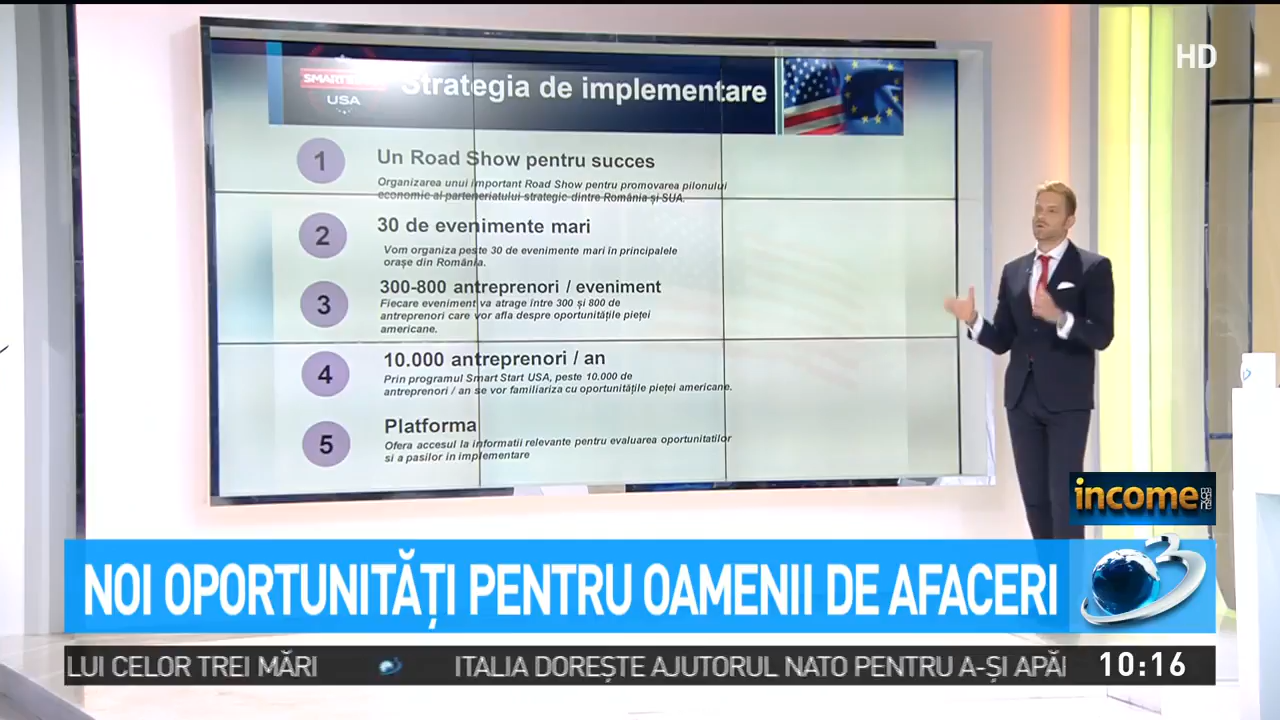 HD
SMART
USA
Strategia de implementare
1
Un Road Show pentru succes
Organizarea unui important Road Show pentru promovarea pilonului
economic al parteneriatului strategic dintre România și SUA.
2
30 de evenimente mari
Vom organiza peste 30 de evenimente mari în principalele
orașe din România.
3
300-800 antreprenori / eveniment
Fiecare eveniment va atrage între 300 și 800 de
antreprenori care vor afla despre oportunitățile pieței
americane.
4
10.000 antreprenori / an
Prin programul Smart Start USA, peste 10.000 de
antreprenori / an se vor familiariza cu oportunitățile pieței americane.
5
Platforma
Ofera accesul la informatii relevante pentru evaluarea oportunitatilor
si a pasilor in implementare
income
NOI OPORTUNITĂȚI PENTRU OAMENII DE AFACERI
3
LUI CELOR TREI MĂRI ITALIA DOREȘTE AJUTORUL NATO PENTRU A-ȘI APĂ
10:16